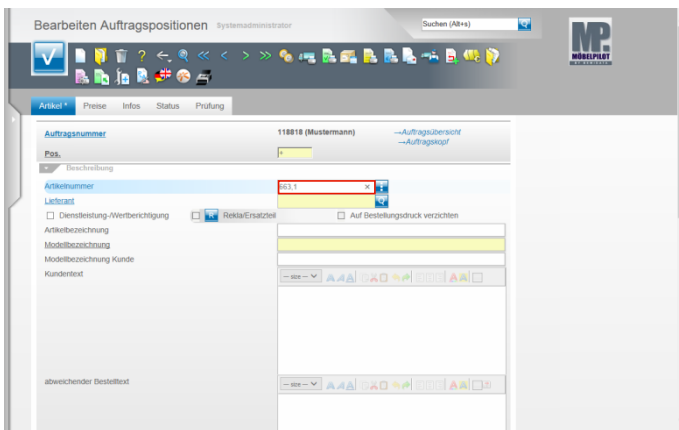 Bearbeiten Auftragspositionen Systemadministrator
Suchen (Alt+s)
MP
MÖBELPILOT
Artikel * Preise Infos Status Prüfung
Auftragsnummer 118818 (Mustermann) →Auftragsübersicht
→Auftragskopf
Pos. +
Beschreibung
Artikelnummer 663,1 ×
Lieferant
Dienstleistung-/Wertberichtigung R Rekla/Ersatzteil Auf Bestellungsdruck verzichten
Artikelbezeichnung
Modellbezeichnung
Modellbezeichnung Kunde
Kundentext
-- size --
abweichender Bestelltext
-- size --